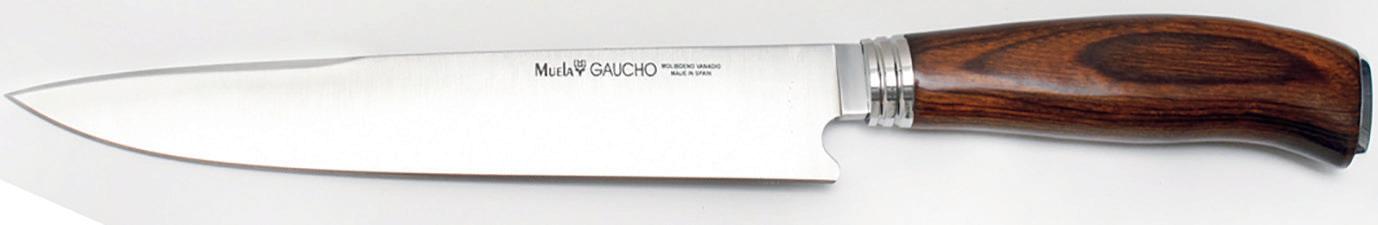 MUELA GAUCHO MOLIBDENO VANADIO
MADE IN SPAIN